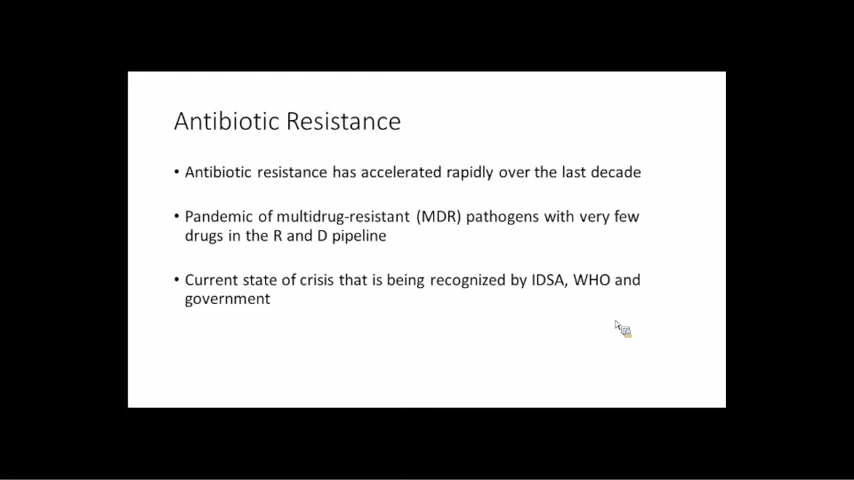 Antibiotic Resistance
• Antibiotic resistance has accelerated rapidly over the last decade
• Pandemic of multidrug-resistant (MDR) pathogens with very few
drugs in the R and D pipeline
• Current state of crisis that is being recognized by IDSA, WHO and
government